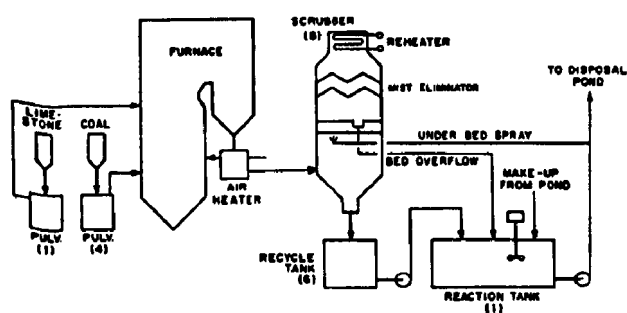 SCRUBBER
(8)
REHEATER
FURNACE
MIST ELIMINATOR
TO DISPOSAL
POND
LIME-
STONE
COAL
UNDER BED SPRAY
BED OVERFLOW
MAKE-UP
FROM POND
AIR
HEATER
PULV.
(1)
PULV.
(4)
RECYCLE
TANK
(6)
REACTION TANK
(1)